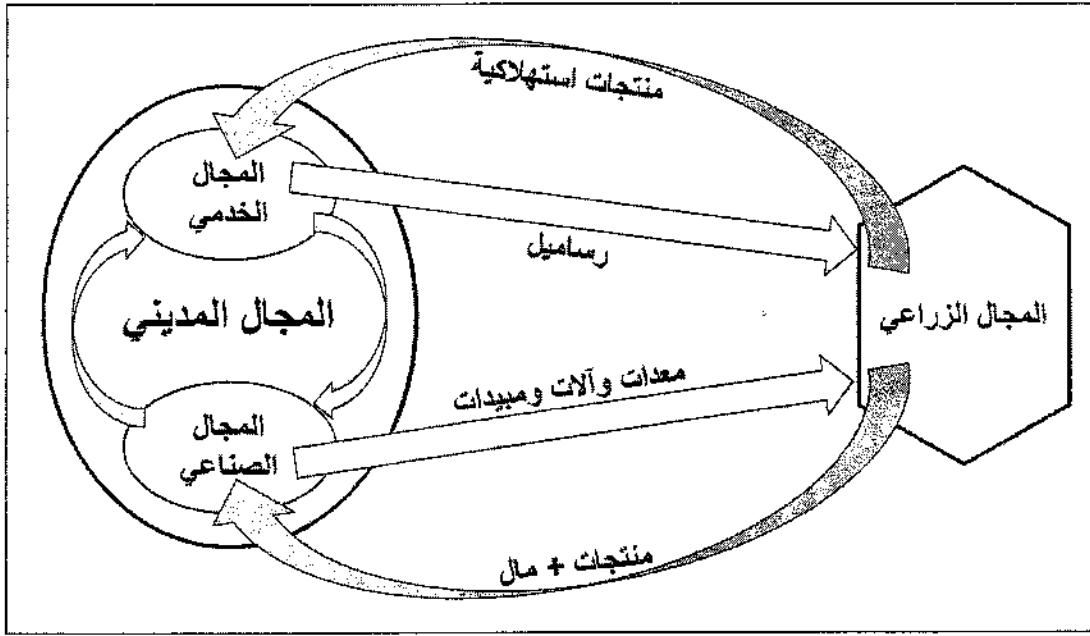 منتجات استهلاكية
المجال
الخدمي
رساميل
المجال المديني
المجال الزراعي
معدات وآلات ومبيدات
المجال
الصناعي
منتجات + مال